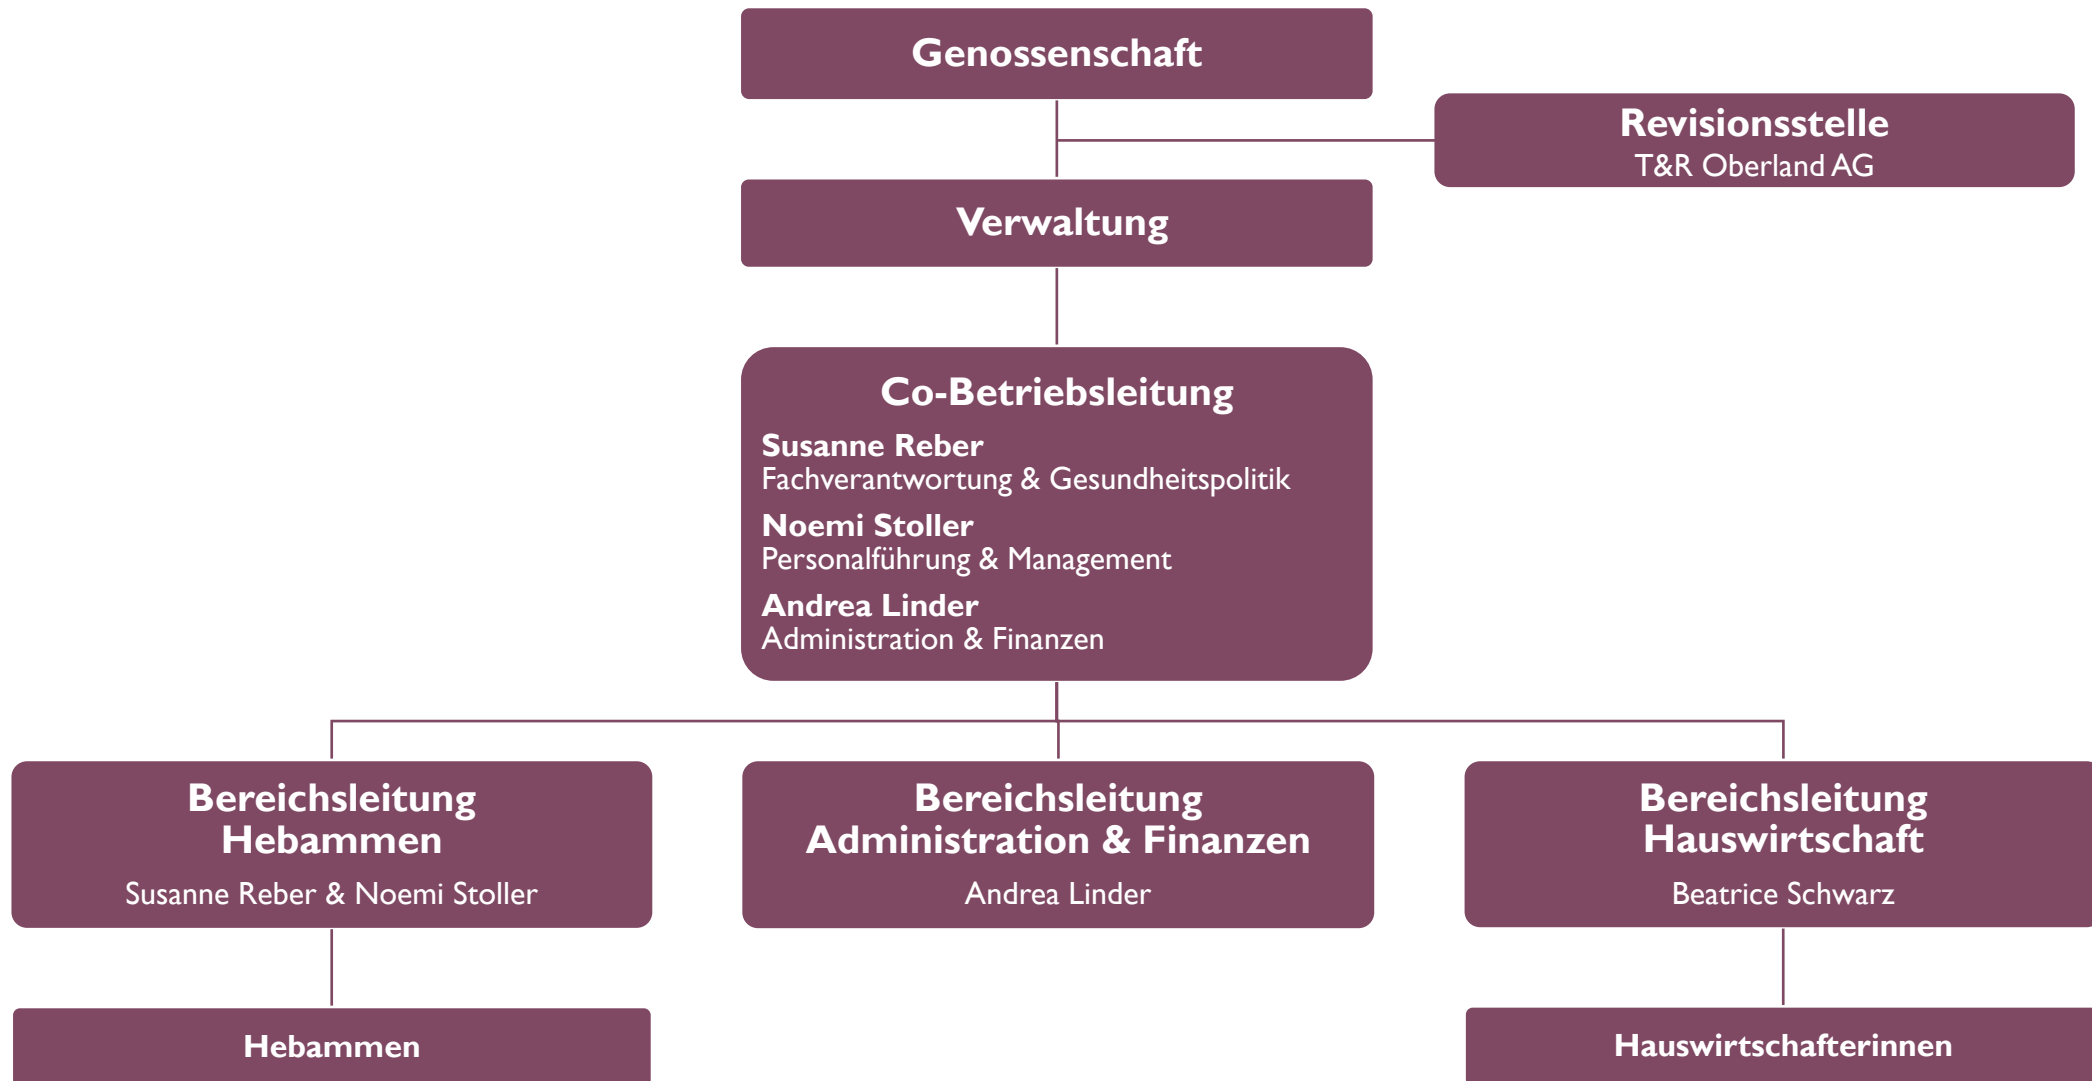 Genossenschaft
Revisionsstelle
T&R Oberland AG
Verwaltung
Co-Betriebsleitung
Susanne Reber
Fachverantwortung & Gesundheitspolitik
Noemi Stoller
Personalführung & Management
Andrea Linder
Administration & Finanzen
Bereichsleitung
Hebammen
Susanne Reber & Noemi Stoller
Bereichsleitung
Administration & Finanzen
Andrea Linder
Bereichsleitung
Hauswirtschaft
Beatrice Schwarz
Hebammen
Hauswirtschafterinnen